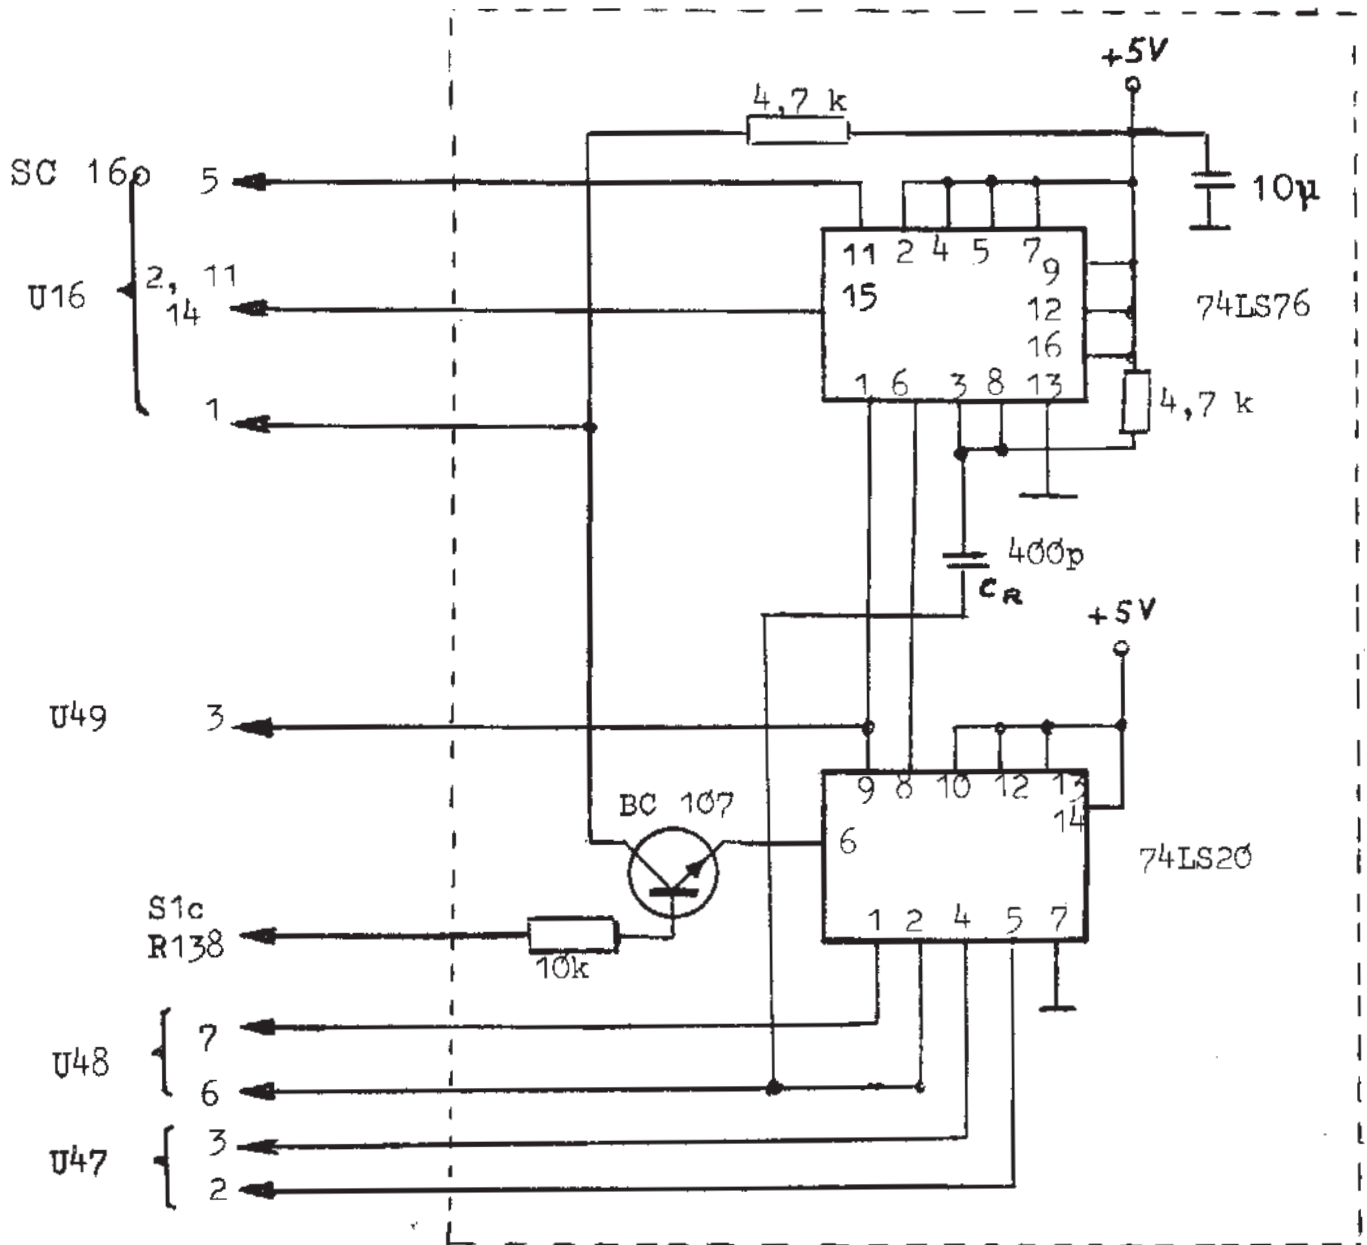 +5V
4,7 k
SC 16 5
10µ
11 2 4 5 7
9
2, 11
U16
14
15
12
74LS76
16
1 6 3 8 13
4,7 k
1
400p
CR
+5V
U49 3
9 8 10 12 13
14
BC 107
6
74LS20
S1c
R138
10k
1 2 4 5 7
7
U48
6
3
U47
2